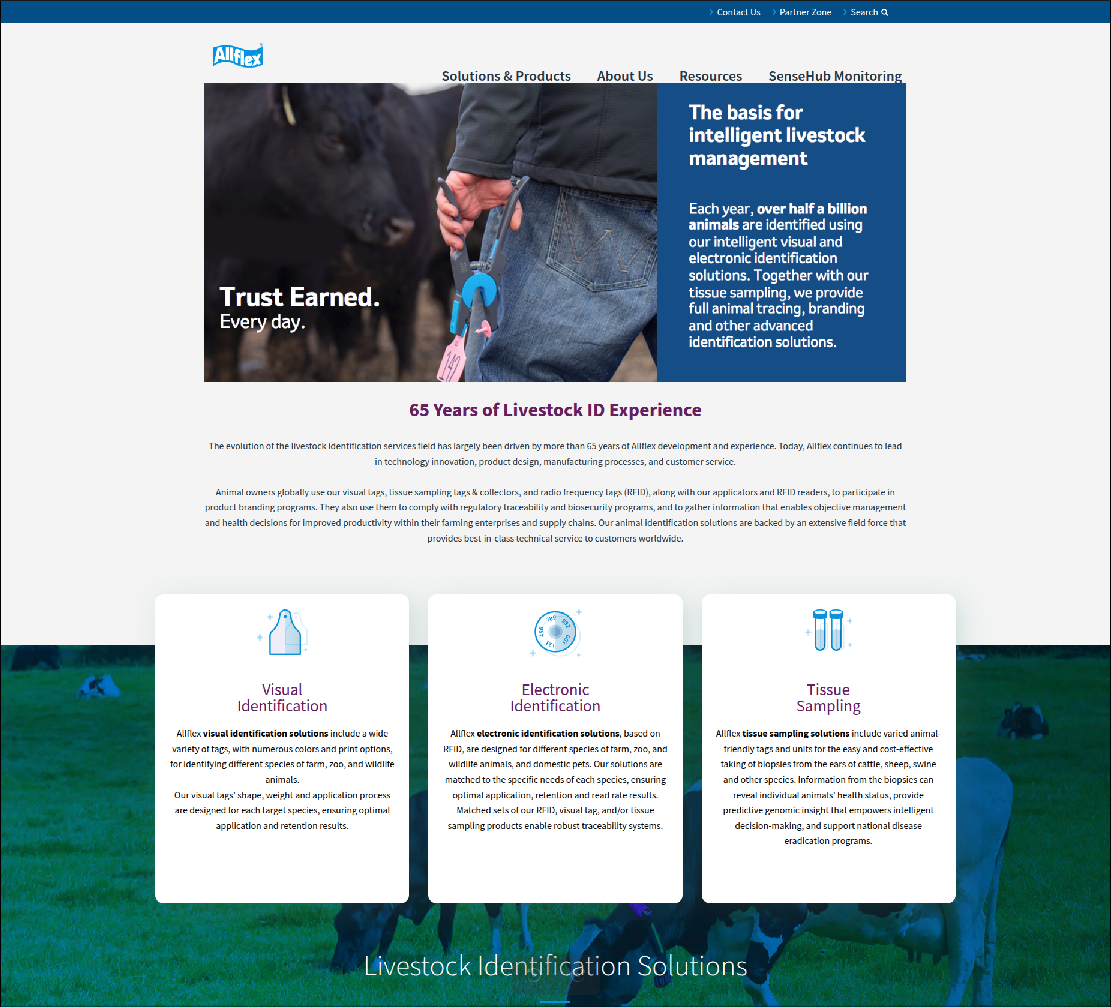 Contact Us
Partner Zone
Search
Allflex
Solutions & Products
About Us
Resources
SenseHub Monitoring
Trust Earned.
Every day.
The basis for
intelligent livestock
management
Each year, over half a billion
animals are identified using
our intelligent visual and
electronic identification
solutions. Together with our
tissue sampling, we provide
full animal tracing, branding
and other advanced
identification solutions.
65 Years of Livestock ID Experience
The evolution of the livestock identification services field has largely been driven by more than 65 years of Allflex development and experience. Today, Allflex continues to lead
in technology innovation, product design, manufacturing processes, and customer service.
Animal owners globally use our visual tags, tissue sampling tags & collectors, and radio frequency tags (RFID), along with our applicators and RFID readers, to participate in
product branding programs. They also use them to comply with regulatory traceability and biosecurity programs, and to gather information that enables objective management
and health decisions for improved productivity within their farming enterprises and supply chains. Our animal identification solutions are backed by an extensive field force that
provides best-in-class technical service to customers worldwide.
Visual
Identification
Allflex visual identification solutions include a wide
variety of tags, with numerous colors and print options,
for identifying different species of farm, zoo, and wildlife
animals.
Our visual tags' shape, weight and application process
are designed for each target species, ensuring optimal
application and retention results.
Electronic
Identification
Allflex electronic identification solutions, based on
RFID, are designed for different species of farm, zoo, and
wildlife animals, and domestic pets. Our solutions are
matched to the specific needs of each species, ensuring
optimal application, retention and read rate results.
Matched sets of our RFID, visual tag, and/or tissue
sampling products enable robust traceability systems.
Tissue
Sampling
Allflex tissue sampling solutions include varied animal-
friendly tags and units for the easy and cost-effective
taking of biopsies from the ears of cattle, sheep, swine
and other species. Information from the biopsies can
reveal individual animals' health status, provide
predictive genomic insight that empowers intelligent
decision-making, and support national disease
eradication programs.
Livestock Identification Solutions